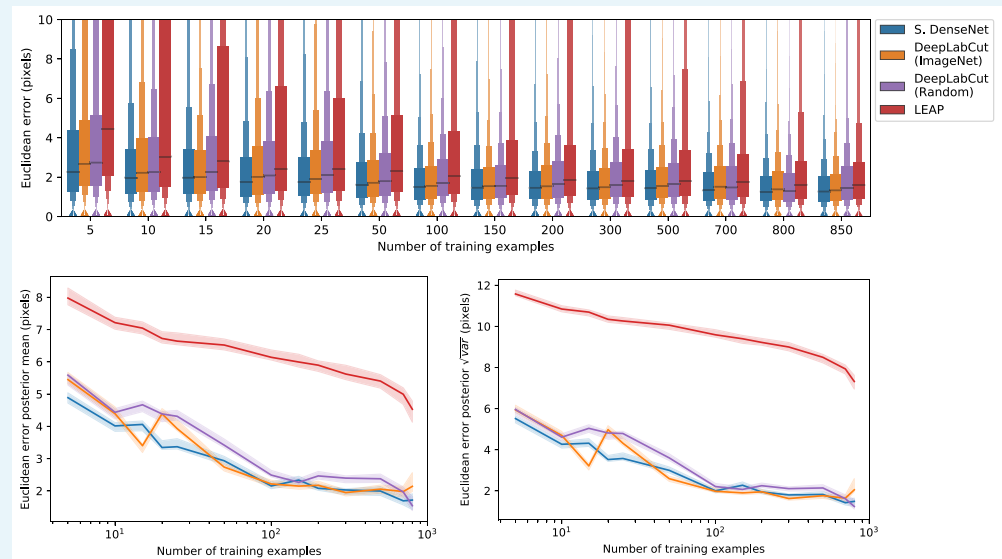 10
8
6
4
2
0
Euclidean error (pixels)
5 10 15 20 25 50 100 150 200 300 500 700 800 850
Number of training examples
S. DenseNet
DeepLabCut
(ImageNet)
DeepLabCut
(Random)
LEAP
8
7
6
5
4
3
2
Euclidean error posterior mean (pixels)
10¹ 10² 10³
Number of training examples
12
10
8
6
4
2
Euclidean error posterior √var (pixels)
10¹ 10² 10³
Number of training examples